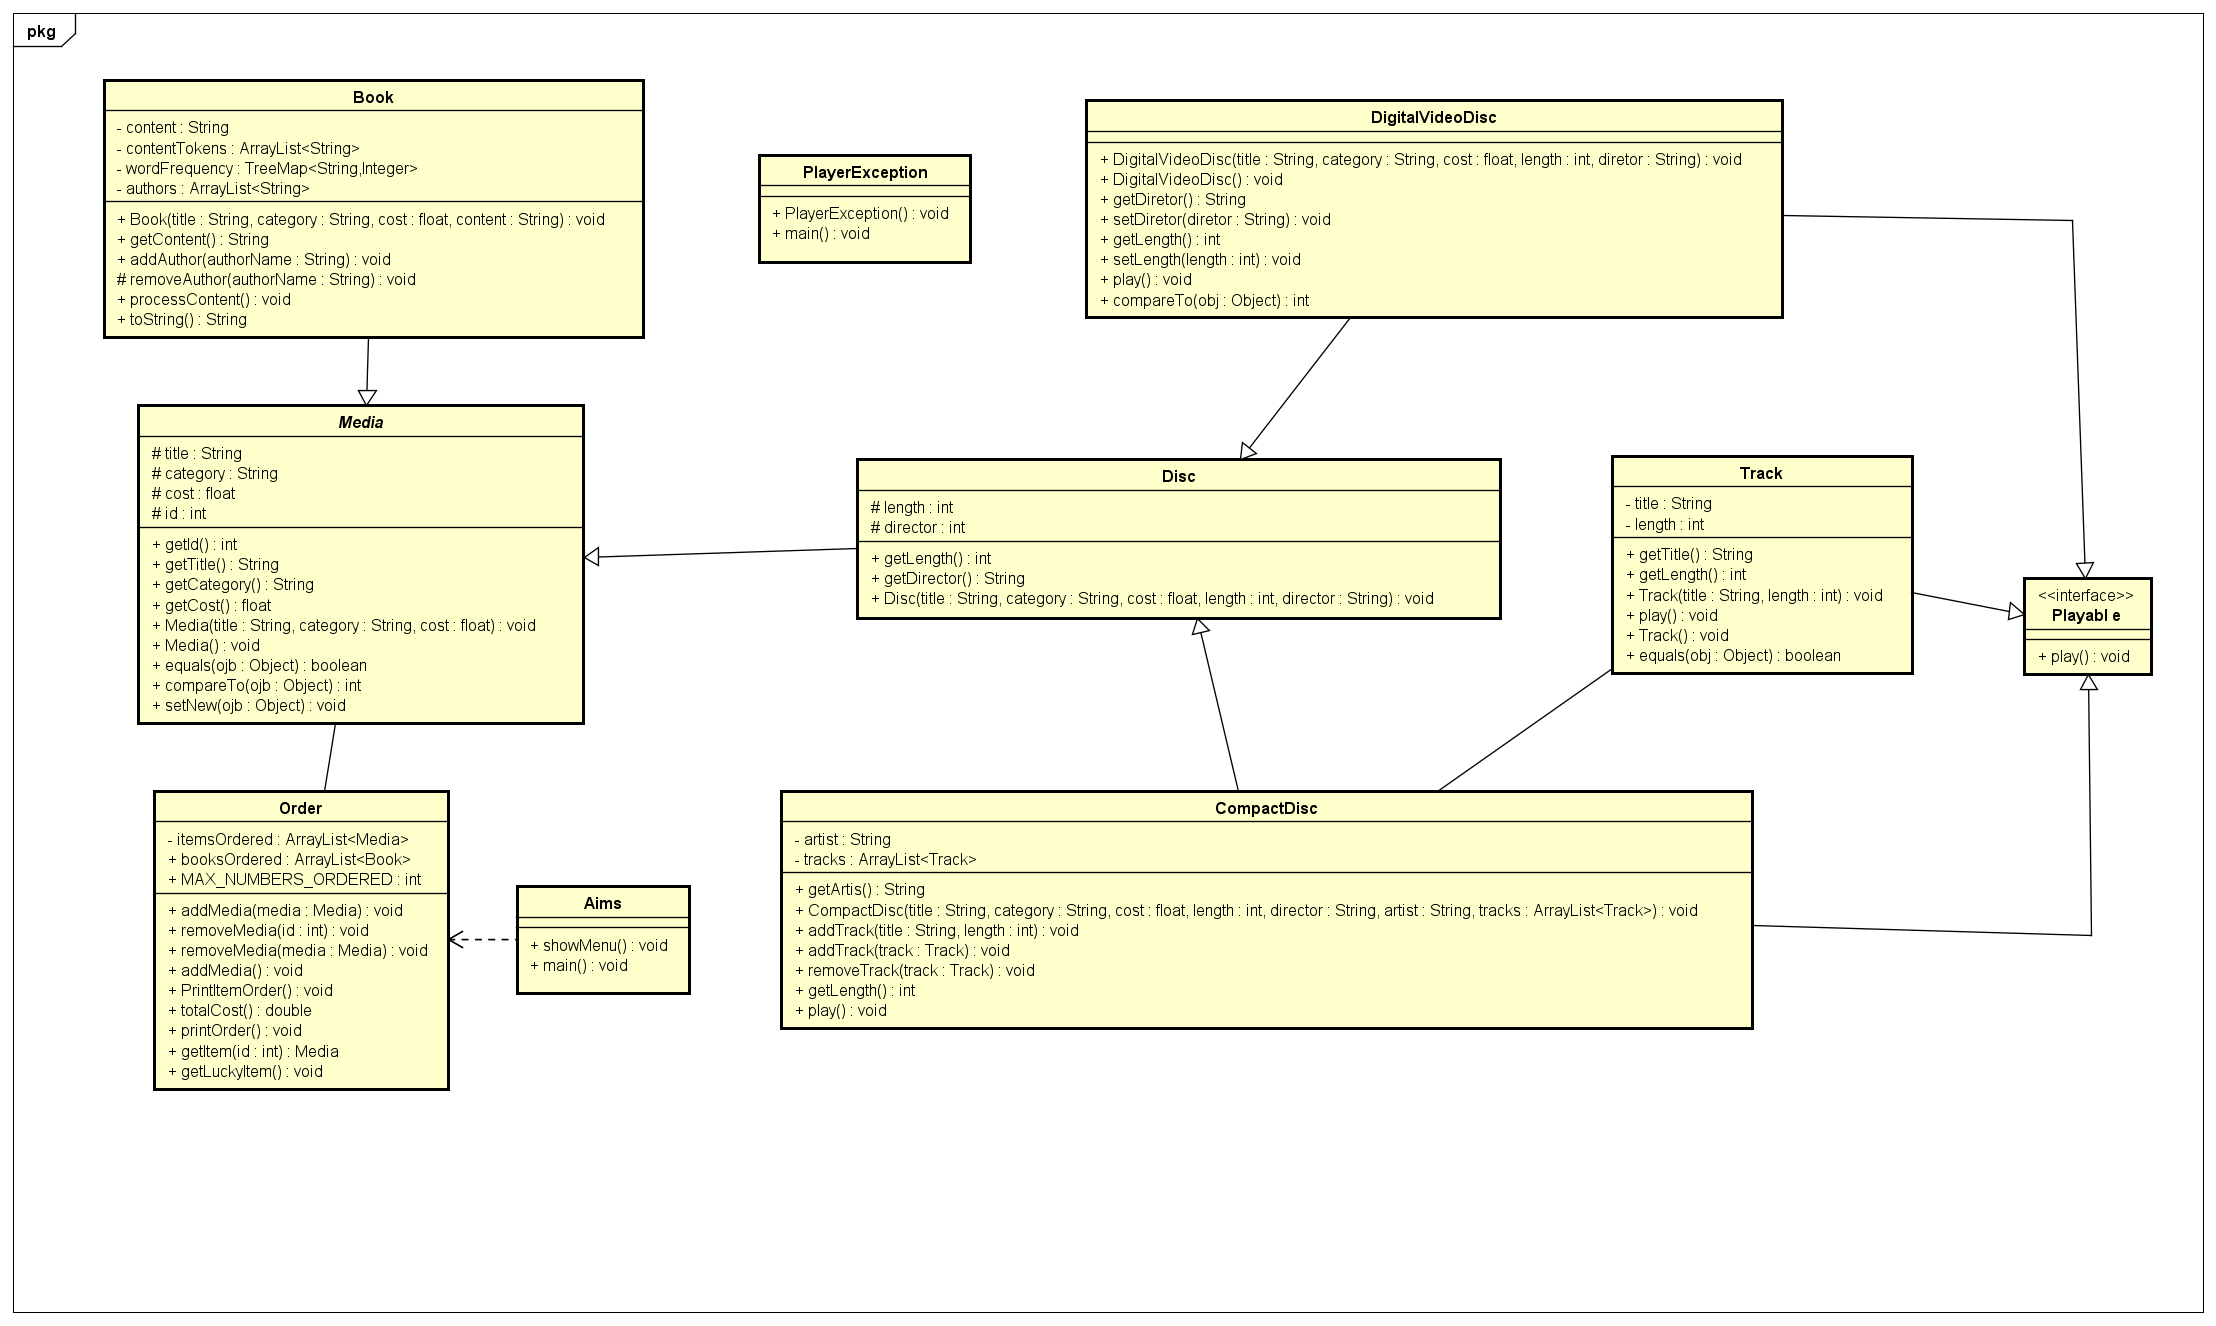 pkg
Book
- content : String
- contentTokens : ArrayList<String>
- wordFrequency : TreeMap<String,Integer>
- authors : ArrayList<String>
+ Book(title : String, category : String, cost : float, content : String) : void
+ getContent() : String
+ addAuthor(authorName : String) : void
# removeAuthor(authorName : String) : void
+ processContent() : void
+ toString() : String
PlayerException
+ PlayerException() : void
+ main() : void
DigitalVideoDisc
+ DigitalVideoDisc(title : String, category : String, cost : float, length : int, diretor : String) : void
+ DigitalVideoDisc() : void
+ getDiretor() : String
+ setDiretor(diretor : String) : void
+ getLength() : int
+ setLength(length : int) : void
+ play() : void
+ compareTo(obj : Object) : int
Media
# title : String
# category : String
# cost : float
# id : int
+ getId() : int
+ getTitle() : String
+ getCategory() : String
+ getCost() : float
+ Media(title : String, category : String, cost : float) : void
+ Media() : void
+ equals(ojb : Object) : boolean
+ compareTo(ojb : Object) : int
+ setNew(ojb : Object) : void
Disc
# length : int
# director : int
+ getLength() : int
+ getDirector() : String
+ Disc(title : String, category : String, cost : float, length : int, director : String) : void
Track
- title : String
- length : int
+ getTitle() : String
+ getLength() : int
+ Track(title : String, length : int) : void
+ play() : void
+ Track() : void
+ equals(obj : Object) : boolean
<<interface>>
Playabl e
+ play() : void
Order
- itemsOrdered : ArrayList<Media>
+ booksOrdered : ArrayList<Book>
+ MAX_NUMBERS_ORDERED : int
+ addMedia(media : Media) : void
+ removeMedia(id : int) : void
+ removeMedia(media : Media) : void
+ addMedia() : void
+ PrintItemOrder() : void
+ totalCost() : double
+ printOrder() : void
+ getItem(id : int) : Media
+ getLuckyItem() : void
Aims
+ showMenu() : void
+ main() : void
CompactDisc
- artist : String
- tracks : ArrayList<Track>
+ getArtis() : String
+ CompactDisc(title : String, category : String, cost : float, length : int, director : String, artist : String, tracks : ArrayList<Track>) : void
+ addTrack(title : String, length : int) : void
+ addTrack(track : Track) : void
+ removeTrack(track : Track) : void
+ getLength() : int
+ play() : void